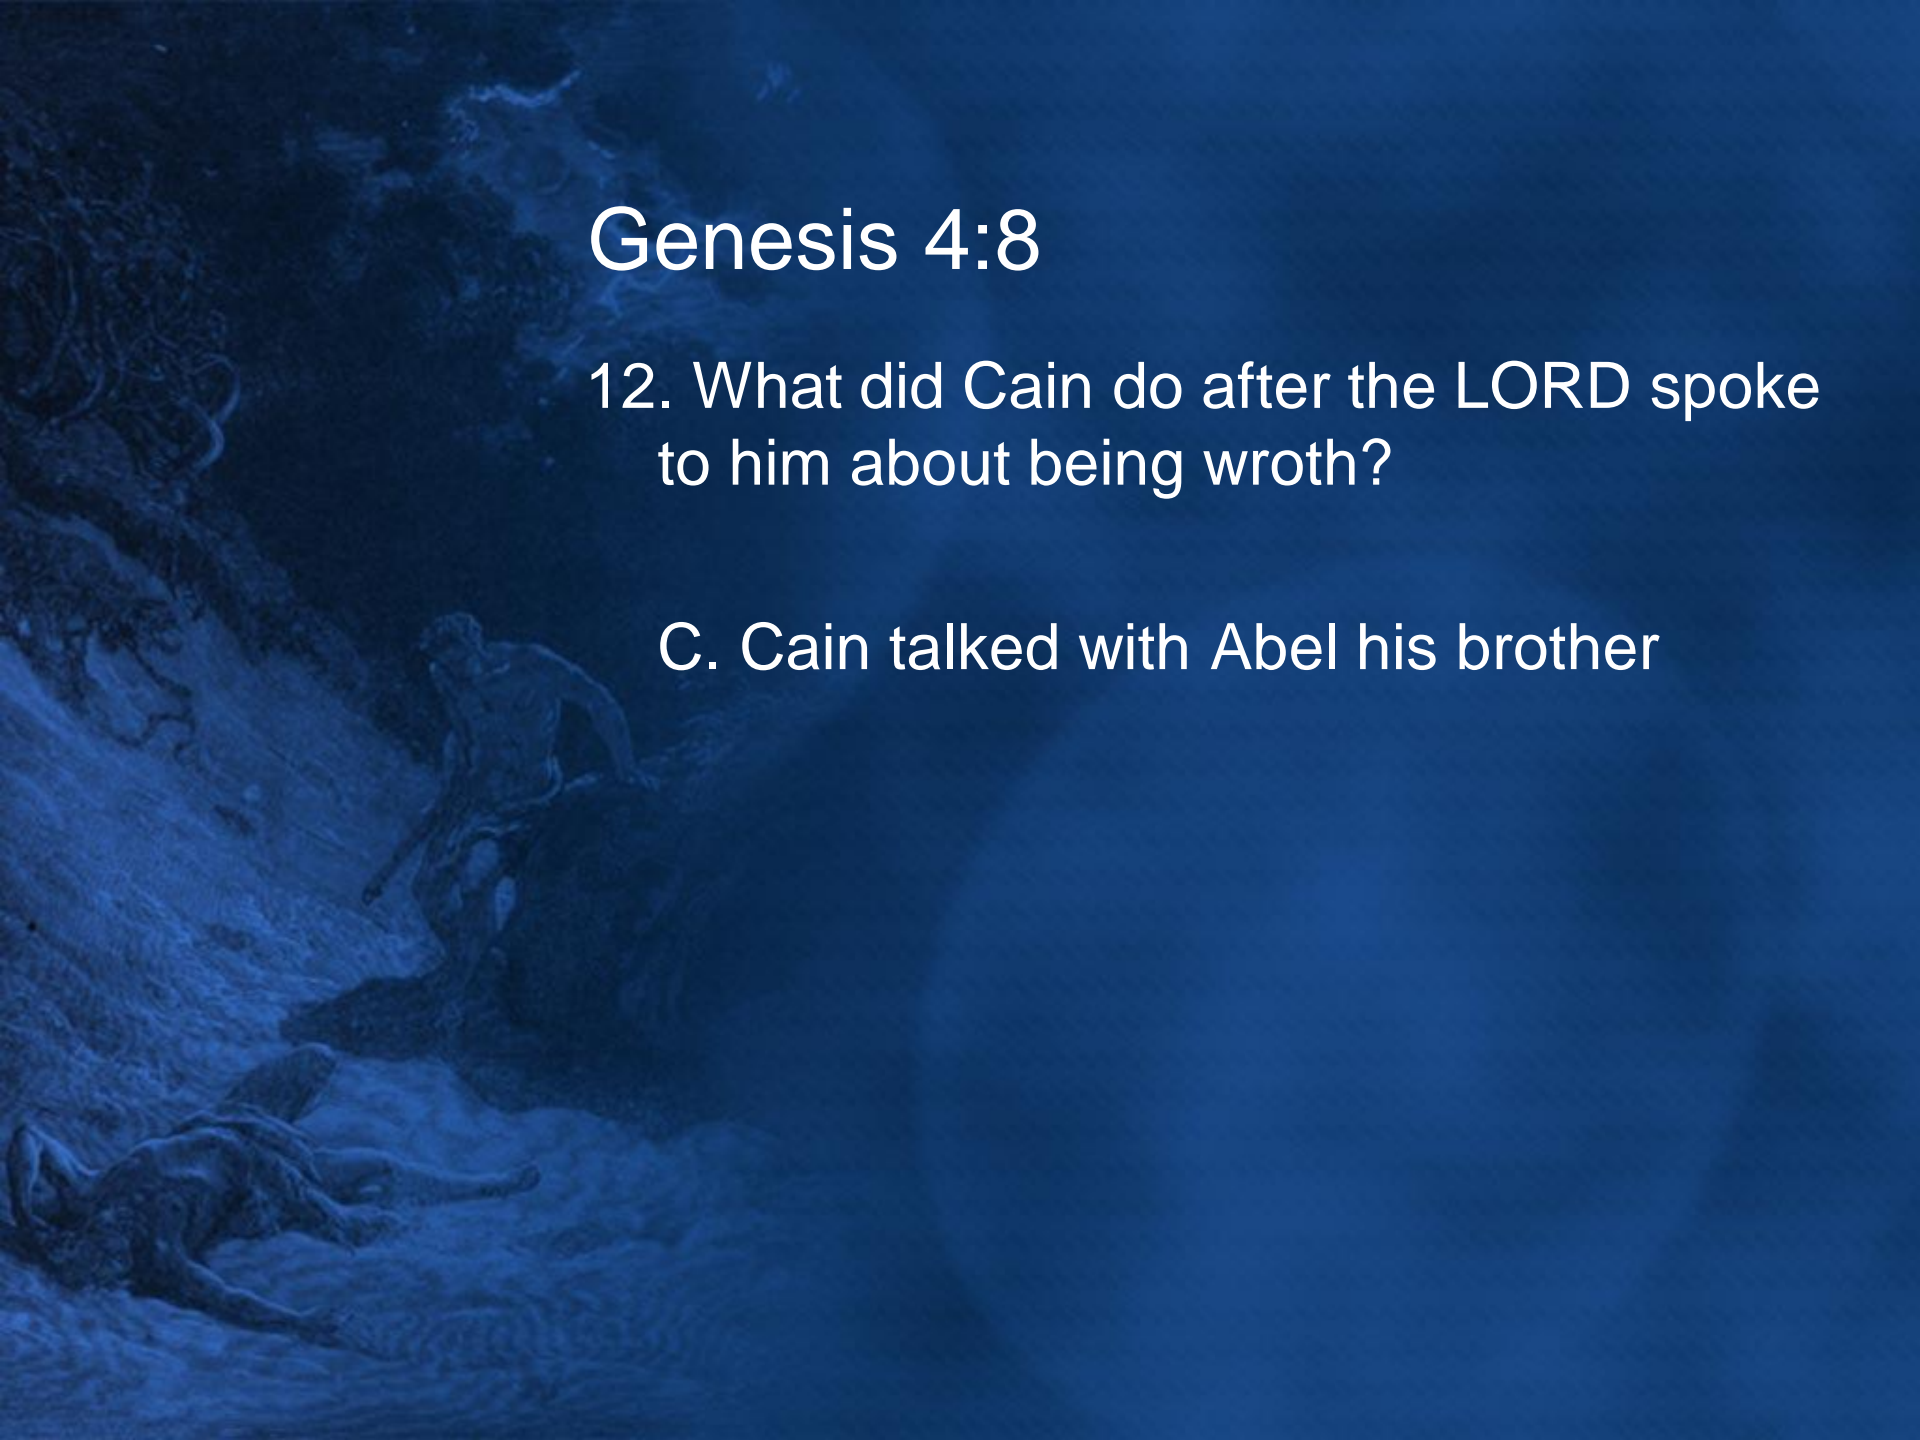 Genesis 4:8
12. What did Cain do after the LORD spoke
to him about being wroth?
C. Cain talked with Abel his brother